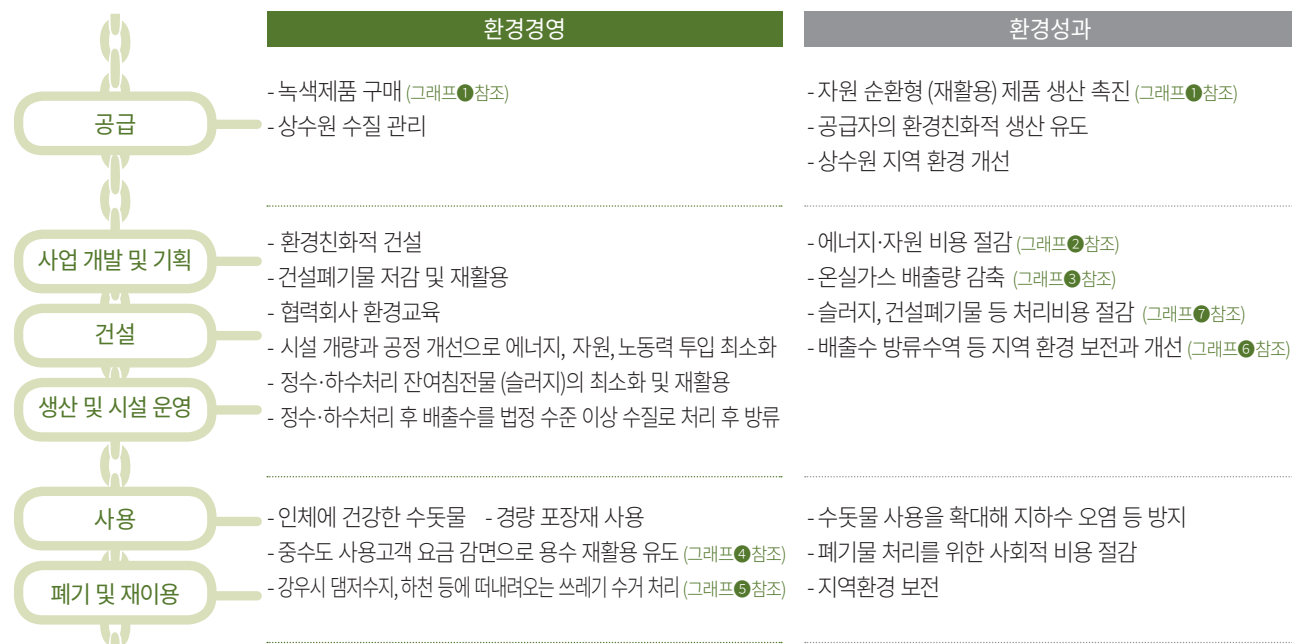 환경경영
환경성과
공급
- 녹색제품 구매 (그래프❶참조)
- 상수원 수질 관리
- 자원 순환형 (재활용) 제품 생산 촉진 (그래프❶참조)
- 공급자의 환경친화적 생산 유도
- 상수원 지역 환경 개선
사업 개발 및 기획
건설
생산 및 시설 운영
- 환경친화적 건설
- 건설폐기물 저감 및 재활용
- 협력회사 환경교육
- 시설 개량과 공정 개선으로 에너지, 자원, 노동력 투입 최소화
- 정수·하수처리 잔여침전물 (슬러지)의 최소화 및 재활용
- 정수·하수처리 후 배출수를 법정 수준 이상 수질로 처리 후 방류
- 에너지·자원 비용 절감 (그래프❷참조)
- 온실가스 배출량 감축 (그래프❸참조)
- 슬러지, 건설폐기물 등 처리비용 절감 (그래프❼참조)
- 배출수 방류수역 등 지역 환경 보전과 개선 (그래프❻참조)
사용
폐기 및 재이용
- 인체에 건강한 수돗물 - 경량 포장재 사용
- 중수도 사용고객 요금 감면으로 용수 재활용 유도 (그래프❹참조)
- 강우시 댐저수지, 하천 등에 떠내려오는 쓰레기 수거 처리 (그래프❺참조)
- 수돗물 사용을 확대해 지하수 오염 등 방지
- 폐기물 처리를 위한 사회적 비용 절감
- 지역환경 보전